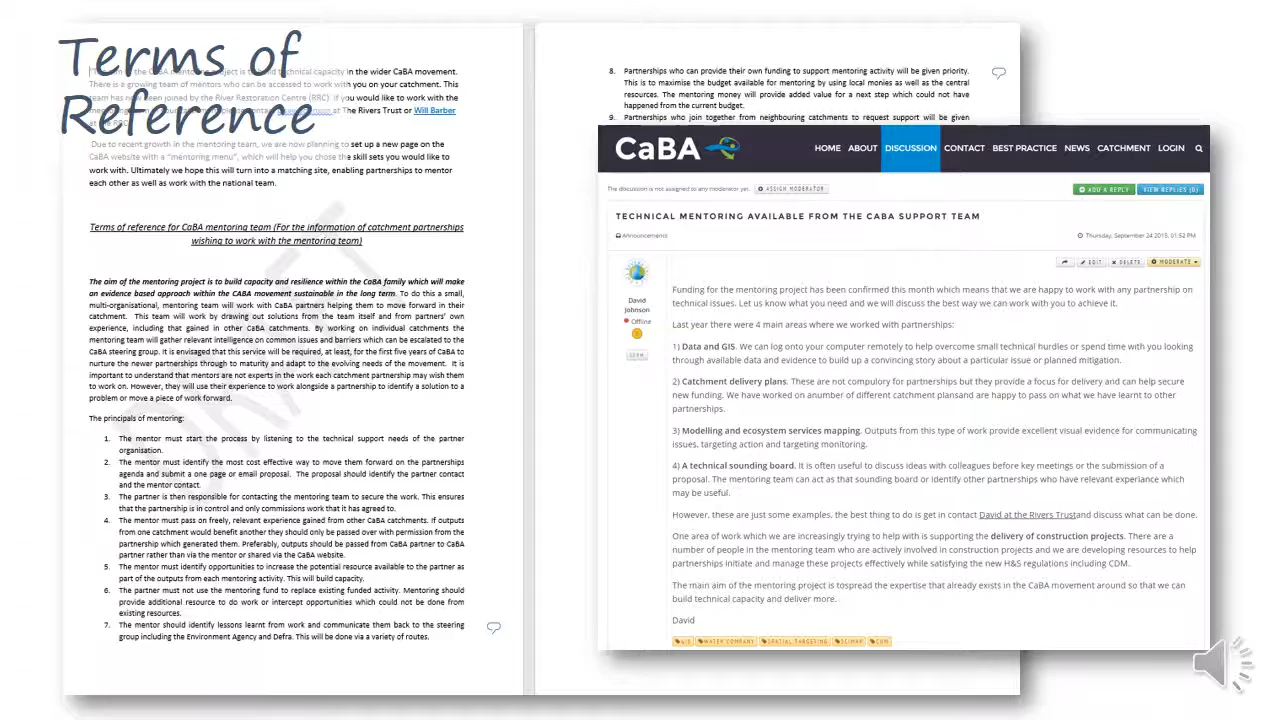 Terms of
Reference
in the wider CaBA movement.
There is a growing team of mentors who can be accessed to work with you on your catchment. This
team has now been joined by the River Restoration Centre (RRC). If you would like to work with the
at The Rivers Trust or Will Barber
at the RRC.
Due to recent growth in the mentoring team, we are now planning to set up a new page on the
CaBA website with a "mentoring menu", which will help you chose the skill sets you would like to
work with. Ultimately we hope this will turn into a matching site, enabling partnerships to mentor
each other as well as work with the national team.
Terms of reference for CaBA mentoring team (For the information of catchment partnerships
wishing to work with the mentoring team)
The aim of the mentoring project is to build capacity and resilience within the CaBA family which will make
an evidence based approach within the CABA movement sustainable in the long term. To do this a small,
multi-organisational, mentoring team will work with CaBA partners helping them to move forward in their
catchment. This team will work by drawing out solutions from the team itself and from partners' own
experience, including that gained in other CaBA catchments. By working on individual catchments the
mentoring team will gather relevant intelligence on common issues and barriers which can be escalated to the
CaBA steering group. It is envisaged that this service will be required, at least, for the first five years of CaBA to
nurture the newer partnerships through to maturity and adapt to the evolving needs of the movement. It is
important to understand that mentors are not experts in the work each catchment partnership may wish them
to work on. However, they will use their experience to work alongside a partnership to identify a solution to a
problem or move a piece of work forward.
The principals of mentoring:
1. The mentor must start the process by listening to the technical support needs of the partner
organisation.
2. The mentor must identify the most cost effective way to move them forward on the partnerships
agenda and submit a one page or email proposal. The proposal should identify the partner contact
and the mentor contact.
3. The partner is then responsible for contacting the mentoring team to secure the work. This ensures
that the partnership is in control and only commissions work that it has agreed to.
4. The mentor must pass on freely, relevant experience gained from other CaBA catchments. If outputs
from one catchment would benefit another they should only be passed over with permission from the
partnership which generated them. Preferably, outputs should be passed from CaBA partner to CaBA
partner rather than via the mentor or shared via the CaBA website.
5. The mentor must identify opportunities to increase the potential resource available to the partner as
part of the outputs from each mentoring activity. This will build capacity.
6. The partner must not use the mentoring fund to replace existing funded activity. Mentoring should
provide additional resource to do work or intercept opportunities which could not be done from
existing resources.
7. The mentor should identify lessons learnt from work and communicate them back to the steering
group including the Environment Agency and Defra. This will be done via a variety of routes.
DRAFT
8. Partnerships who can provide their own funding to support mentoring activity will be given priority.
This is to maximise the budget available for mentoring by using local monies as well as the central
resources. The mentoring money will provide added value for a next step which could not have
happened from the current budget.
9. Partnerships who join together from neighbouring catchments to request support will be given
CaBA
HOME ABOUT DISCUSSION CONTACT BEST PRACTICE NEWS CATCHMENT LOGIN
The discussion is not assigned to any moderator yet. ASSIGN MODERATOR ADD A REPLY VIEW REPLIES (0)
TECHNICAL MENTORING AVAILABLE FROM THE CABA SUPPORT TEAM
Announcements Thursday, September 24 2015, 01:52 PM
EDIT DELETE MODERATE
David
Johnson
Offline
Funding for the mentoring project has been confirmed this month which means that we are happy to work with any partnership on
technical issues. Let us know what you need and we will discuss the best way we can work with you to achieve it.
Last year there were 4 main areas where we worked with partnerships:
1) Data and GIS. We can log onto your computer remotely to help overcome small technical hurdles or spend time with you looking
through available data and evidence to build up a convincing story about a particular issue or planned mitigation.
2) Catchment delivery plans. These are not compulory for partnerships but they provide a focus for delivery and can help secure
new funding. We have worked on anumber of different catchment plansand are happy to pass on what we have learnt to other
partnerships.
3) Modelling and ecosystem services mapping. Outputs from this type of work provide excellent visual evidence for communicating
issues, targeting action and targeting monitoring.
4) A technical sounding board. It is often useful to discuss ideas with colleagues before key meetings or the submission of a
proposal. The mentoring team can act as that sounding board or identify other partnerships who have relevant experiance which
may be useful.
However, these are just some examples, the best thing to do is get in contact David at the Rivers Trustand discuss what can be done.
One area of work which we are increasingly trying to help with is supporting the delivery of construction projects. There are a
number of people in the mentoring team who are actively involved in construction projects and we are developing resources to help
partnerships initiate and manage these projects effectively while satisfying the new H&S regulations including CDM.
The main aim of the mentoring project is tospread the expertise that already exists in the CaBA movement around so that we can
build technical capacity and deliver more.
David
WATER COMPANY SPATIAL TARGETING SCIMAP CDM